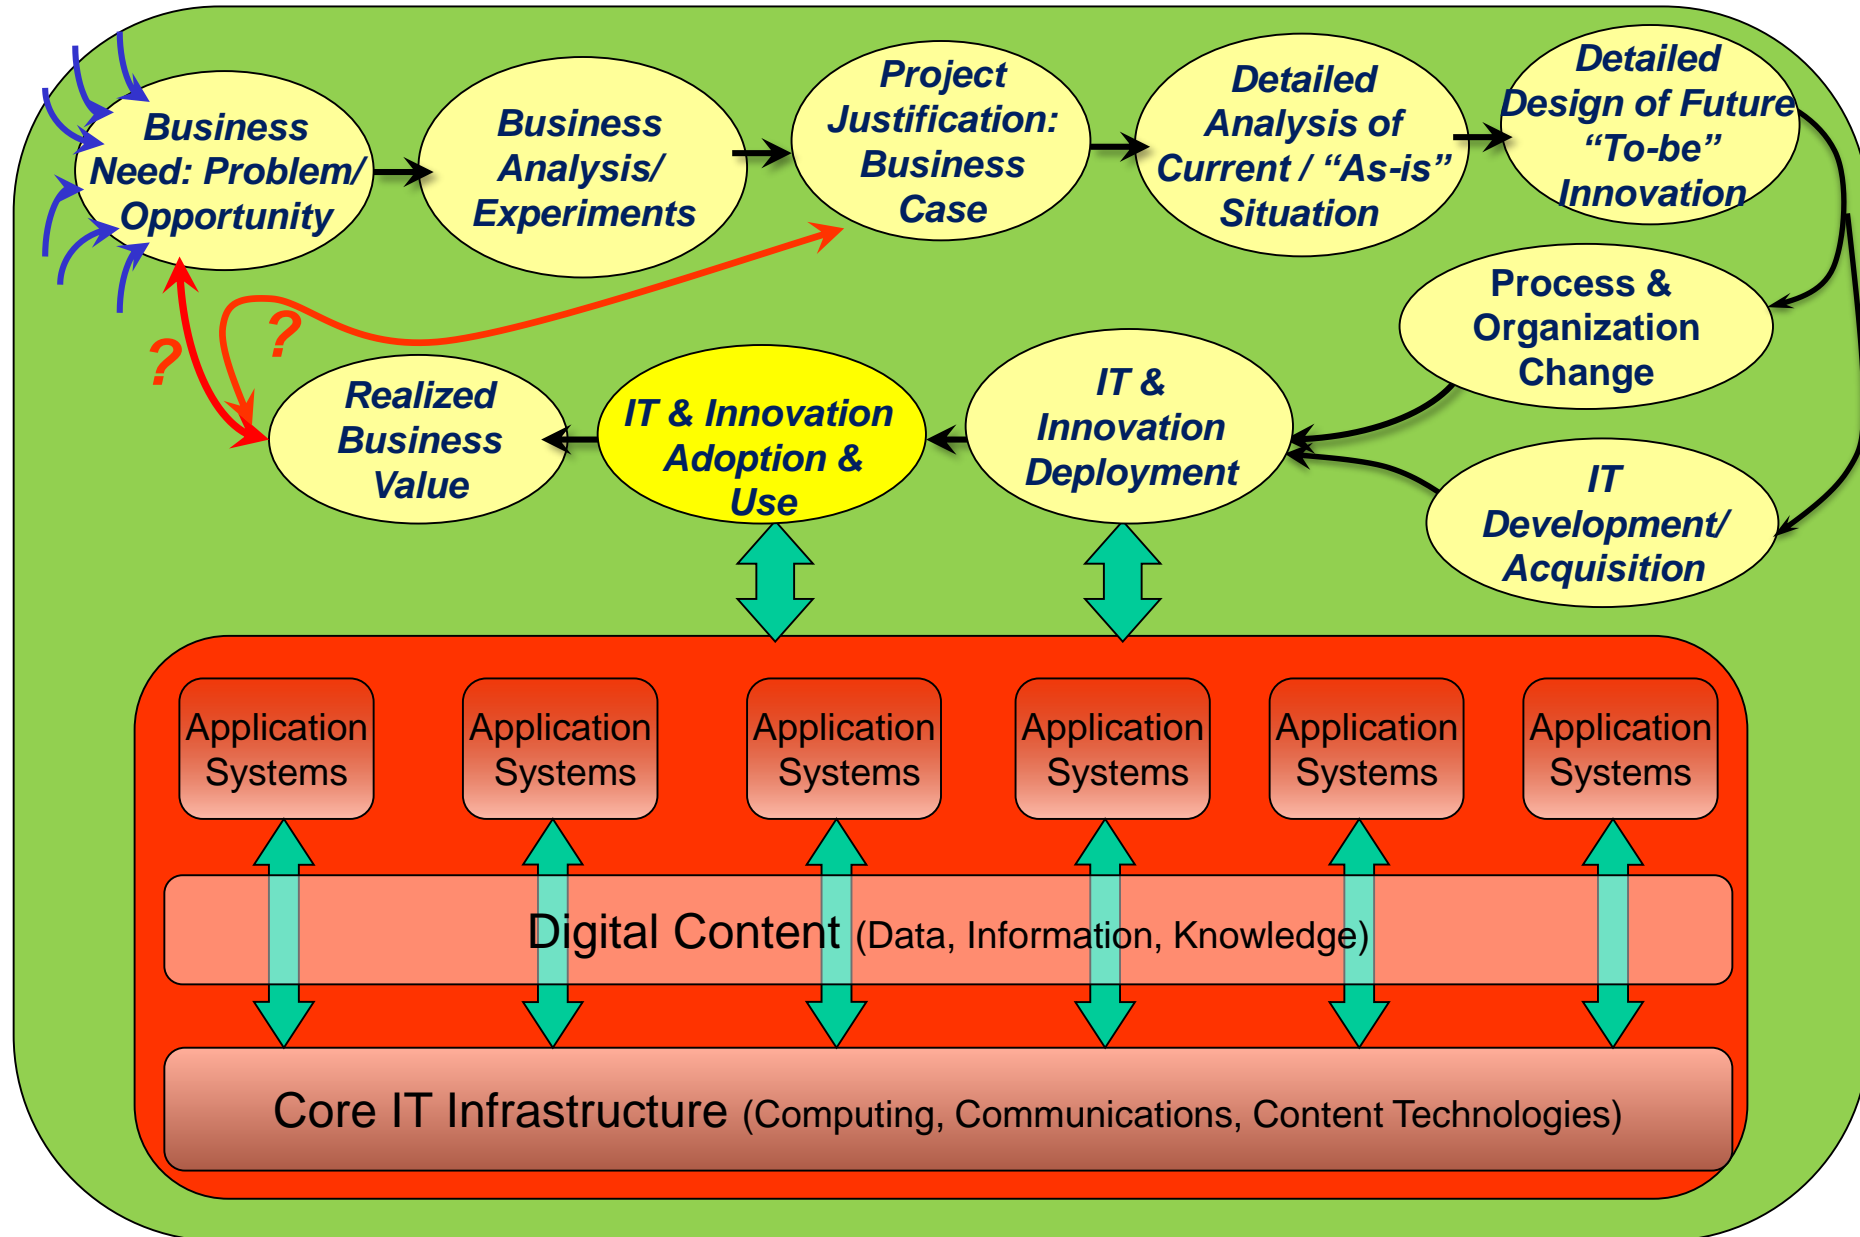 Business
Need: Problem/
Opportunity
Business
Analysis/
Experiments
Project
Justification:
Business
Case
Detailed
Analysis of
Current / “As-is”
Situation
Detailed
Design of Future
“To-be”
Innovation
Process &
Organization
Change
IT
Development/
Acquisition
IT &
Innovation
Deployment
IT & Innovation
Adoption &
Use
Realized
Business
Value
?
?
Application
Systems
Application
Systems
Application
Systems
Application
Systems
Application
Systems
Application
Systems
Digital Content (Data, Information, Knowledge)
Core IT Infrastructure (Computing, Communications, Content Technologies)